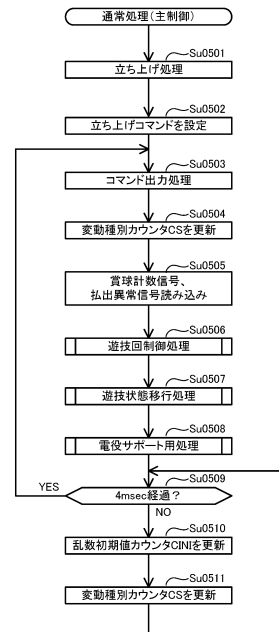 通常処理(主制御)
Su0501
立ち上げ処理
Su0502
立ち上げコマンドを設定
Su0503
コマンド出力処理
Su0504
変動種別カウンタCSを更新
Su0505
賞球計数信号、
払出異常信号読み込み
Su0506
遊技回制御処理
Su0507
遊技状態移行処理
Su0508
電役サポート用処理
Su0509
YES
4msec経過?
NO
Su0510
乱数初期値カウンタCINIを更新
Su0511
変動種別カウンタCSを更新